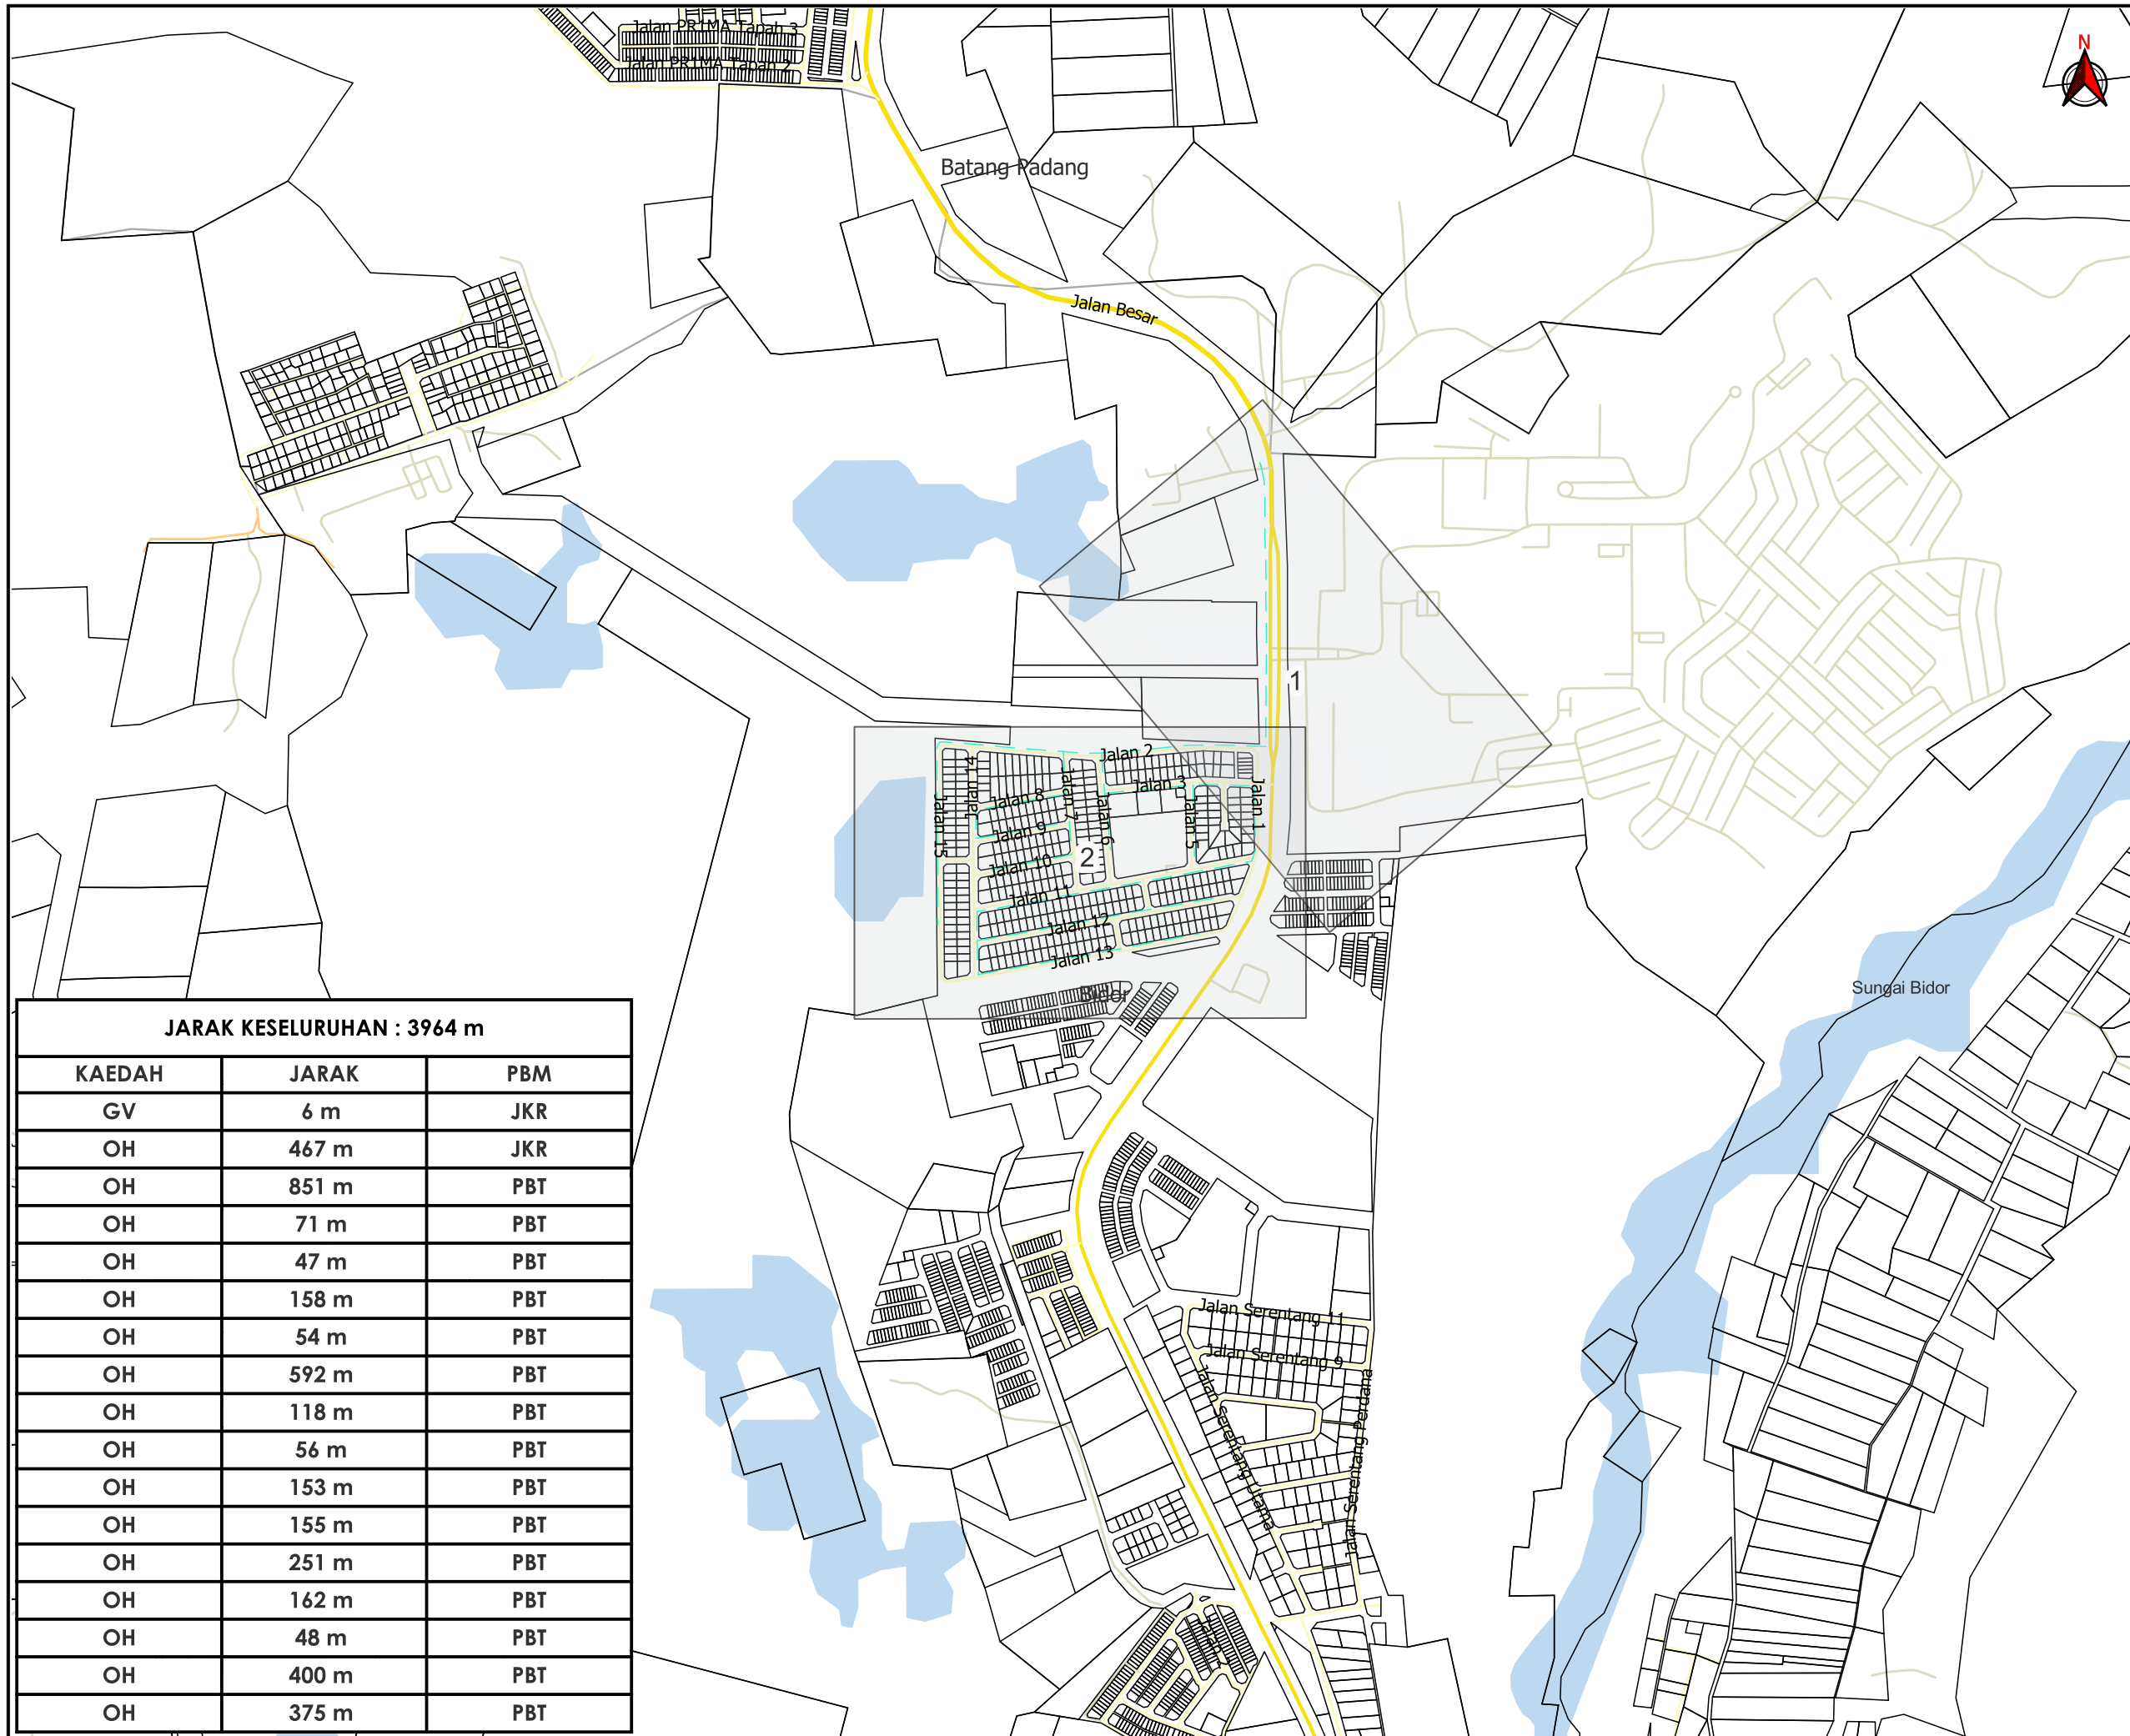 Jalan PR1MA Tapah 3
Jalan PR1MA Tapah 2
N
Batang Padang
Jalan Besar
1
Jalan 2
Jalan 3
Jalan 14
Jalan 7
Jalan 8
Jalan 15
Jalan 6
Jalan 5
Jalan 1
Jalan 9
2
Jalan 10
Jalan 11
Jalan 12
Jalan 13
Bidor
Sungai Bidor
JARAK KESELURUHAN : 3964 m
KAEDAH JARAK PBM
GV 6 m JKR
OH 467 m JKR
OH 851 m PBT
OH 71 m PBT
OH 47 m PBT
OH 158 m PBT
OH 54 m PBT
OH 592 m PBT
OH 118 m PBT
OH 56 m PBT
OH 153 m PBT
OH 155 m PBT
OH 251 m PBT
OH 162 m PBT
OH 48 m PBT
OH 400 m PBT
OH 375 m PBT
Jalan Serentang 11
Jalan Serentang 9
Jalan Serentang Utama
Jalan Serentang Perdana